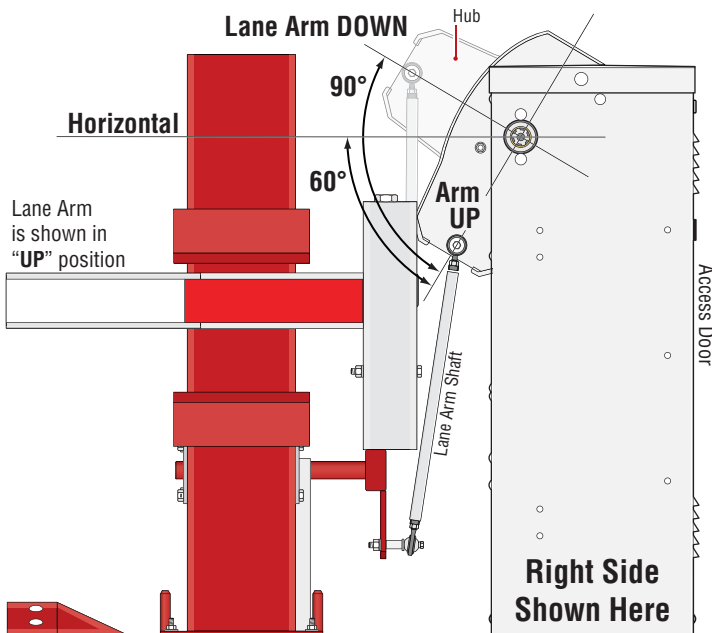 Lane Arm DOWN
Hub
90°
Horizontal
60°
Arm
UP
Lane Arm
is shown in
“UP” position
Access Door
Lane Arm Shaft
Right Side
Shown Here